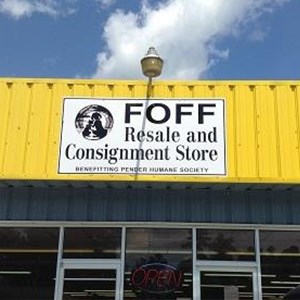 FOFF
Resale and
Consignment Store
BENEFITTING PENDER HUMANE SOCIETY
OPEN